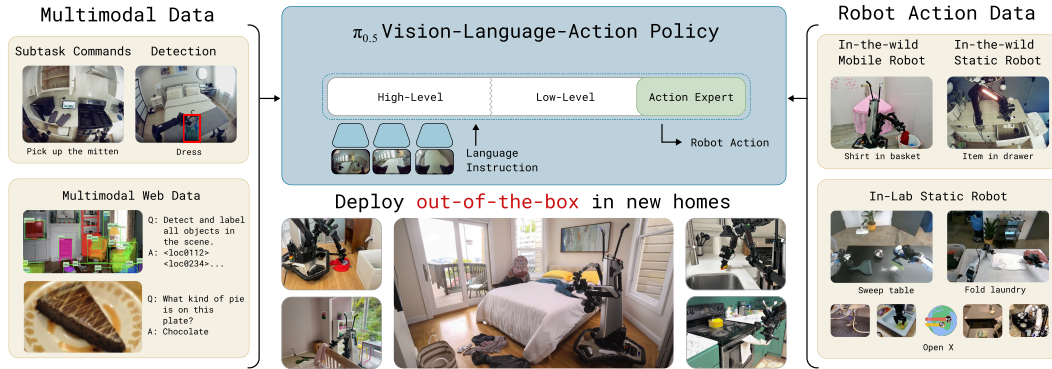 Multimodal Data
Subtask Commands
Detection
Pick up the mitten
Dress
Multimodal Web Data
Q: Detect and label
all objects in
the scene.
A: <loc0112>
<loc0234>...
Q: What kind of pie
is on this
plate?
A: Chocolate
π0.5 Vision-Language-Action Policy
High-Level
Low-Level
Action Expert
Language
Instruction
Robot Action
Deploy out-of-the-box in new homes
Robot Action Data
In-the-wild
Mobile Robot
In-the-wild
Static Robot
Shirt in basket
Item in drawer
In-Lab Static Robot
Sweep table
Fold laundry
Open X